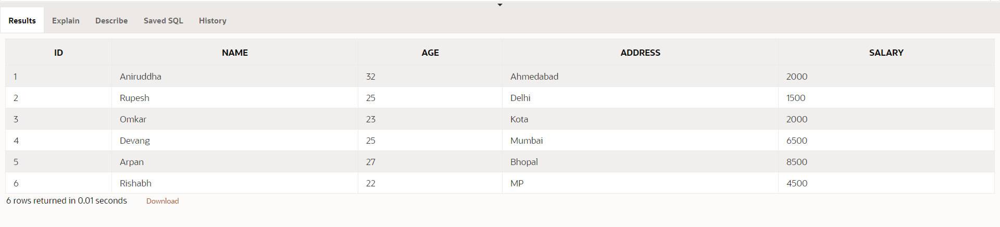 Results Explain Describe Saved SQL History
ID NAME AGE ADDRESS SALARY
1 Aniruddha 32 Ahmedabad 2000
2 Rupesh 25 Delhi 1500
3 Omkar 23 Kota 2000
4 Devang 25 Mumbai 6500
5 Arpan 27 Bhopal 8500
6 Rishabh 22 MP 4500
6 rows returned in 0.01 seconds Download